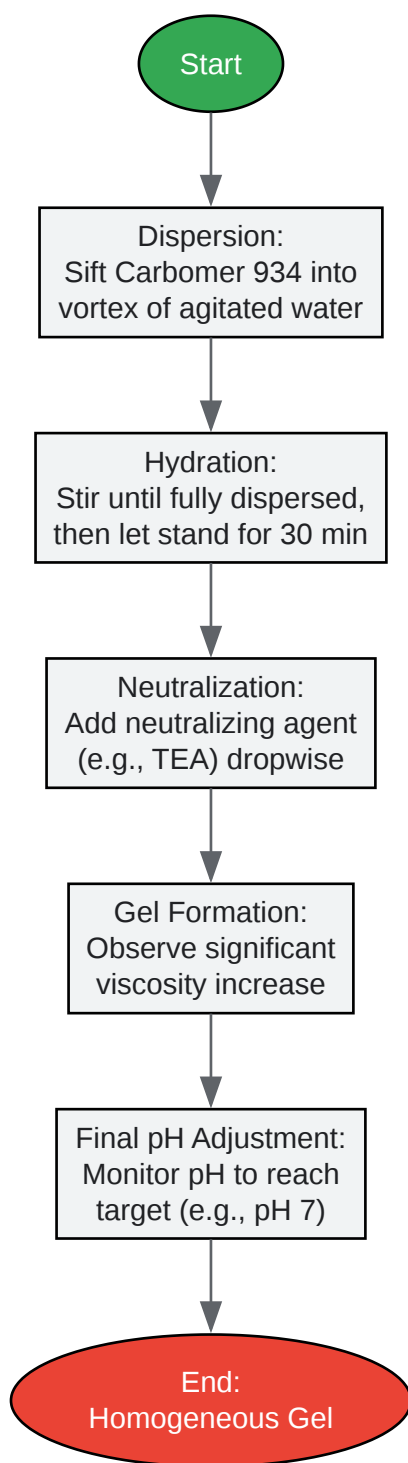 Start
Dispersion:
Sift Carbomer 934 into
vortex of agitated water
Hydration:
Stir until fully dispersed,
then let stand for 30 min
Neutralization:
Add neutralizing agent
(e.g., TEA) dropwise
Gel Formation:
Observe significant
viscosity increase
Final pH Adjustment:
Monitor pH to reach
target (e.g., pH 7)
End:
Homogeneous Gel